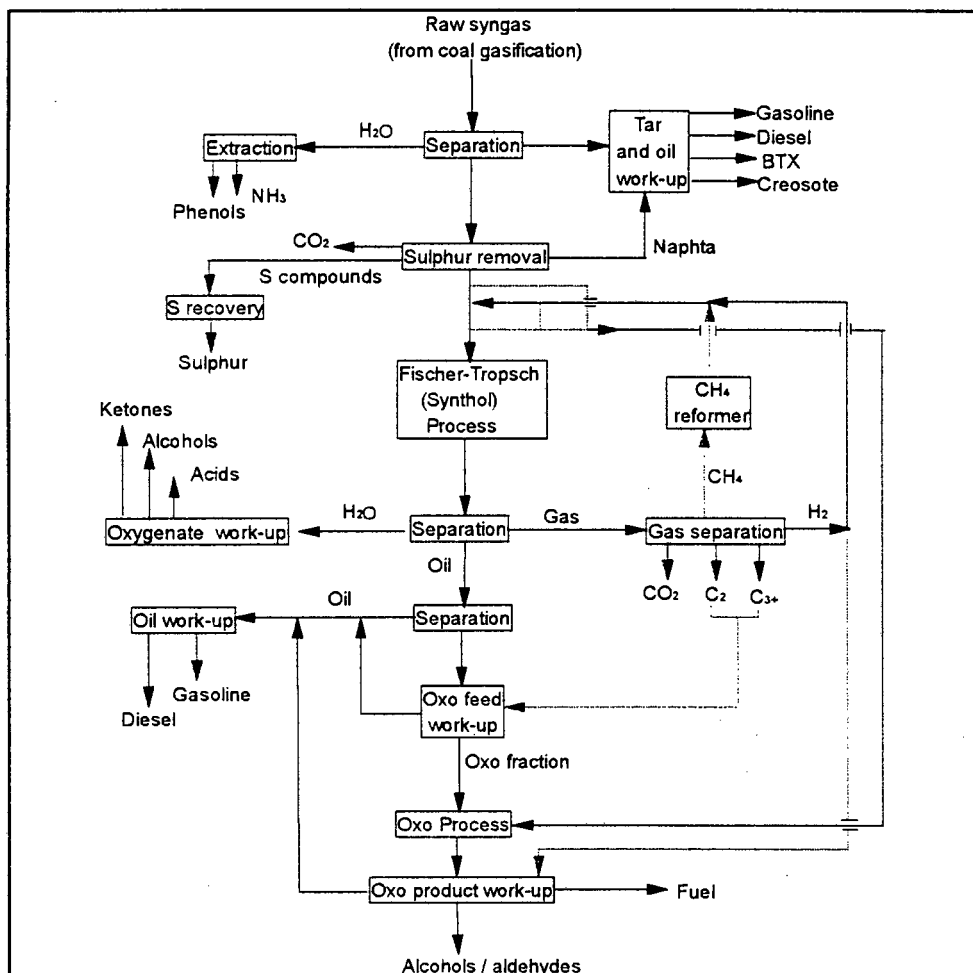 Raw syngas
(from coal gasification)
Gasoline
H₂O
Tar
and oil
work-up
Diesel
Extraction
Separation
BTX
Creosote
NH₃
Phenols
CO₂
Naphta
Sulphur removal
S compounds
S recovery
Sulphur
Fischer-Tropsch
(Synthol)
Process
CH₄
reformer
Ketones
Alcohols
Acids
CH₄
H₂O
Gas
H₂
Oxygenate work-up
Separation
Gas separation
Oil
CO₂
C₂
C₃₊
Oil
Oil work-up
Separation
Gasoline
Diesel
Oxo feed
work-up
Oxo fraction
Oxo Process
Oxo product work-up
Fuel
Alcohols / aldehydes